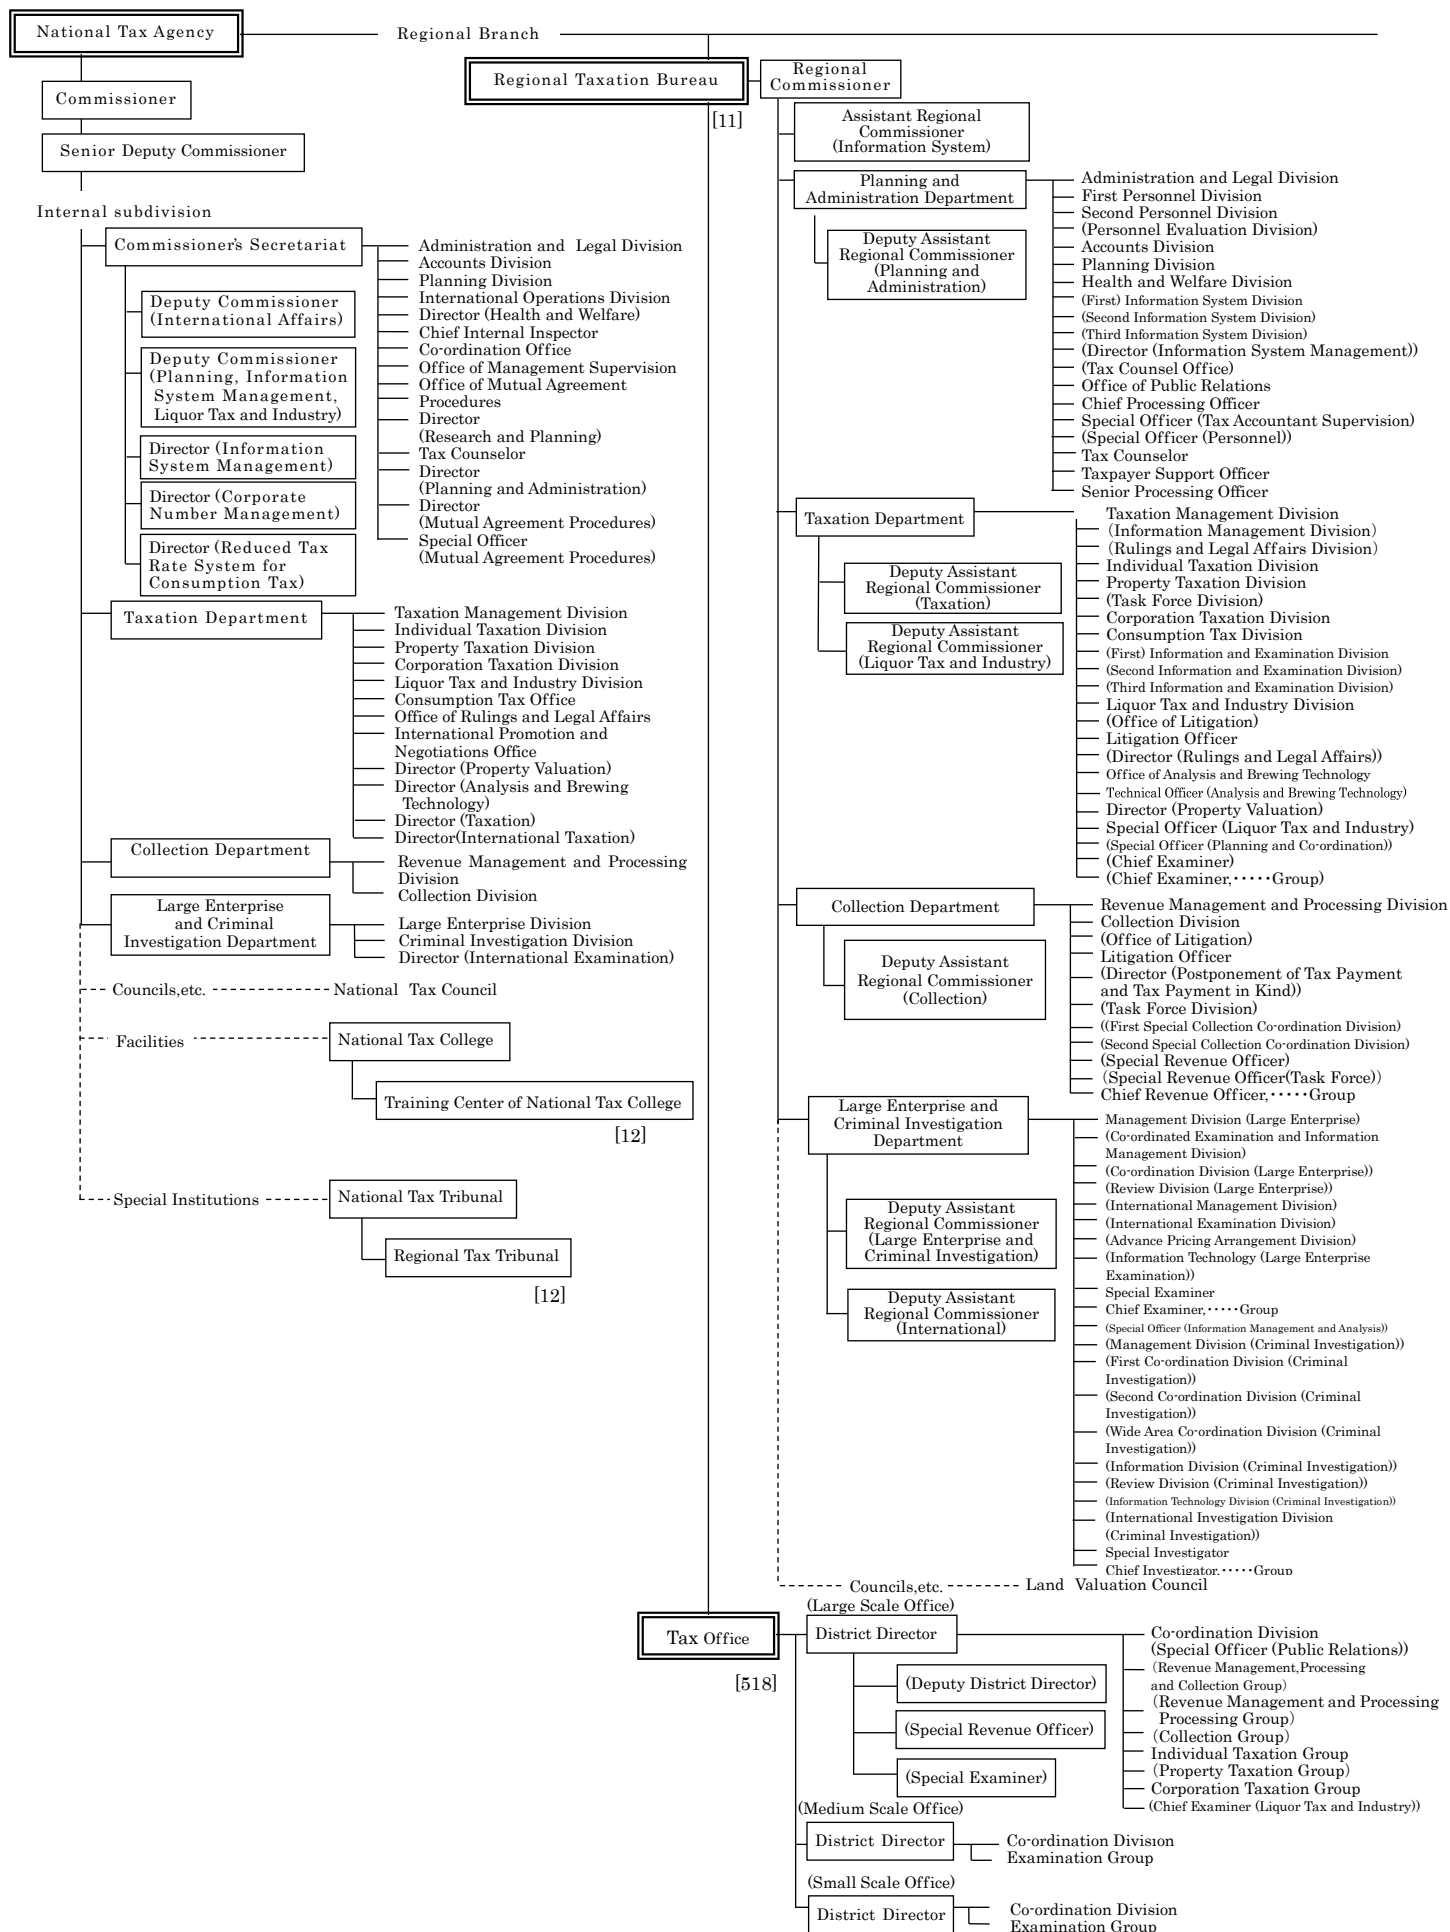 National Tax Agency
Regional Branch
Commissioner
Senior Deputy Commissioner
Internal subdivision
Commissioner's Secretariat
Deputy Commissioner
(International Affairs)
Deputy Commissioner
(Planning, Information
System Management,
Liquor Tax and Industry)
Director (Information
System Management)
Director (Corporate
Number Management)
Director (Reduced Tax
Rate System for
Consumption Tax)
Administration and Legal Division
Accounts Division
Planning Division
International Operations Division
Director (Health and Welfare)
Chief Internal Inspector
Co-ordination Office
Office of Management Supervision
Office of Mutual Agreement
Procedures
Director
(Research and Planning)
Tax Counselor
Director
(Planning and Administration)
Director
(Mutual Agreement Procedures)
Special Officer
(Mutual Agreement Procedures)
Taxation Department
Taxation Management Division
Individual Taxation Division
Property Taxation Division
Corporation Taxation Division
Liquor Tax and Industry Division
Consumption Tax Office
Office of Rulings and Legal Affairs
International Promotion and
Negotiations Office
Director (Property Valuation)
Director (Analysis and Brewing
Technology)
Director (Taxation)
Director(International Taxation)
Collection Department
Revenue Management and Processing
Division
Collection Division
Large Enterprise
and Criminal
Investigation Department
Large Enterprise Division
Criminal Investigation Division
Director (International Examination)
Councils,etc.
National Tax Council
Facilities
National Tax College
Training Center of National Tax College
[12]
Special Institutions
National Tax Tribunal
Regional Tax Tribunal
[12]
Regional Taxation Bureau
[11]
Regional
Commissioner
Assistant Regional
Commissioner
(Information System)
Planning and
Administration Department
Deputy Assistant
Regional Commissioner
(Planning and
Administration)
Administration and Legal Division
First Personnel Division
Second Personnel Division
(Personnel Evaluation Division)
Accounts Division
Planning Division
Health and Welfare Division
(First) Information System Division
(Second Information System Division)
(Third Information System Division)
(Director (Information System Management))
(Tax Counsel Office)
Office of Public Relations
Chief Processing Officer
Special Officer (Tax Accountant Supervision)
(Special Officer (Personnel))
Tax Counselor
Taxpayer Support Officer
Senior Processing Officer
Taxation Department
Deputy Assistant
Regional Commissioner
(Taxation)
Deputy Assistant
Regional Commissioner
(Liquor Tax and Industry)
Taxation Management Division
(Information Management Division)
(Rulings and Legal Affairs Division)
Individual Taxation Division
Property Taxation Division
(Task Force Division)
Corporation Taxation Division
Consumption Tax Division
(First) Information and Examination Division
(Second Information and Examination Division)
(Third Information and Examination Division)
Liquor Tax and Industry Division
(Office of Litigation)
Litigation Officer
(Director (Rulings and Legal Affairs))
Office of Analysis and Brewing Technology
Technical Officer (Analysis and Brewing Technology)
Director (Property Valuation)
Special Officer (Liquor Tax and Industry)
(Special Officer (Planning and Co-ordination))
(Chief Examiner)
(Chief Examiner,・・・・・Group)
Collection Department
Deputy Assistant
Regional Commissioner
(Collection)
Revenue Management and Processing Division
Collection Division
(Office of Litigation)
Litigation Officer
(Director (Postponement of Tax Payment
and Tax Payment in Kind))
(Task Force Division)
((First Special Collection Co-ordination Division)
(Second Special Collection Co-ordination Division)
(Special Revenue Officer)
(Special Revenue Officer(Task Force))
Chief Revenue Officer,・・・・・Group
Large Enterprise and
Criminal Investigation
Department
Deputy Assistant
Regional Commissioner
(Large Enterprise and
Criminal Investigation)
Deputy Assistant
Regional Commissioner
(International)
Management Division (Large Enterprise)
(Co-ordinated Examination and Information
Management Division)
(Co-ordination Division (Large Enterprise))
(Review Division (Large Enterprise))
(International Management Division)
(International Examination Division)
(Advance Pricing Arrangement Division)
(Information Technology (Large Enterprise
Examination))
Special Examiner
Chief Examiner,・・・・・Group
(Special Officer (Information Management and Analysis))
(Management Division (Criminal Investigation))
(First Co-ordination Division (Criminal
Investigation))
(Second Co-ordination Division (Criminal
Investigation))
(Wide Area Co-ordination Division (Criminal
Investigation))
(Information Division (Criminal Investigation))
(Review Division (Criminal Investigation))
(Information Technology Division (Criminal Investigation))
(International Investigation Division
(Criminal Investigation))
Special Investigator
Chief Investigator,・・・・・Group
Councils,etc.
Land Valuation Council
Tax Office
[518]
(Large Scale Office)
District Director
(Deputy District Director)
(Special Revenue Officer)
(Special Examiner)
Co-ordination Division
(Special Officer (Public Relations))
(Revenue Management,Processing
and Collection Group)
(Revenue Management and Processing
Processing Group)
(Collection Group)
Individual Taxation Group
(Property Taxation Group)
Corporation Taxation Group
(Chief Examiner (Liquor Tax and Industry))
(Medium Scale Office)
District Director
Co-ordination Division
Examination Group
(Small Scale Office)
District Director
Co-ordination Division
Examination Group